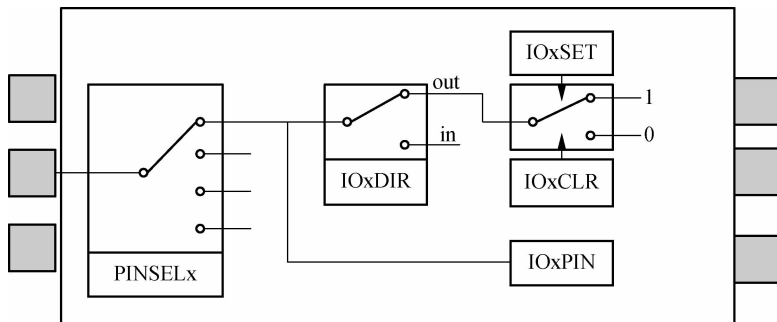 IOxSET
out
1
in
0
IOxDIR
IOxCLR
PINSELx
IOxPIN